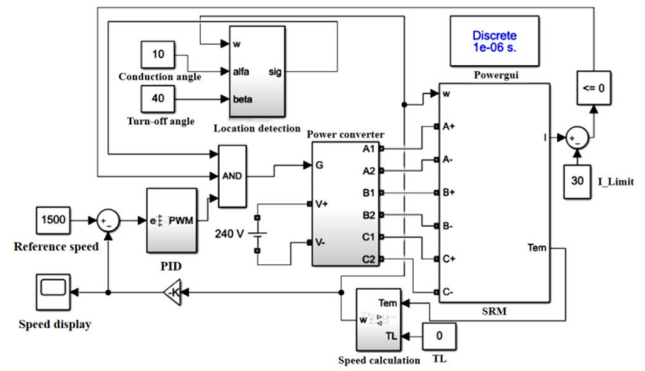 w
10
alfa
sig
Conduction angle
40
beta
Turn-off angle
Location detection
Discrete
1e-06 s.
Powergui
<= 0
w
I
+
-
30
I_Limit
A+
A-
B+
B-
C+
C-
Tem
SRM
Power converter
G
V+
V-
A1
A2
B1
B2
C1
C2
AND
240 V
1500
+
-
Reference speed
e
PWM
PID
-K-
Speed display
Tem
w
TL
Speed calculation
0
TL